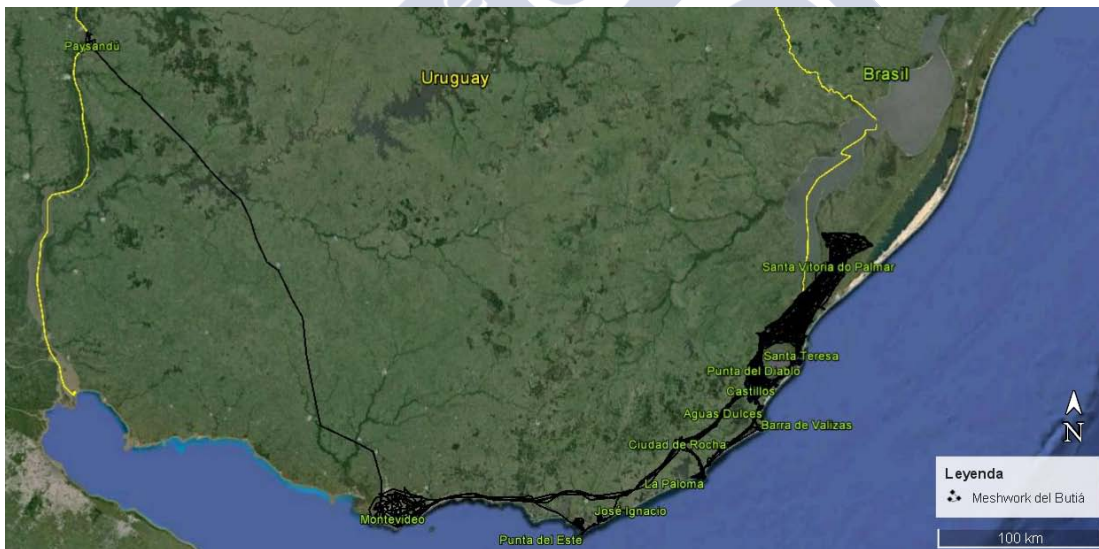 Paysandú
Uruguay
Brasil
Santa Vitoria do Palmar
Santa Teresa
Punta del Diablo
Castillos
Aguas Dulces
Barra de Valizas
Ciudad de Rocha
La Paloma
José Ignacio
Montevideo
Punta del Este
N
Leyenda
Meshwork del Butiá
100 km